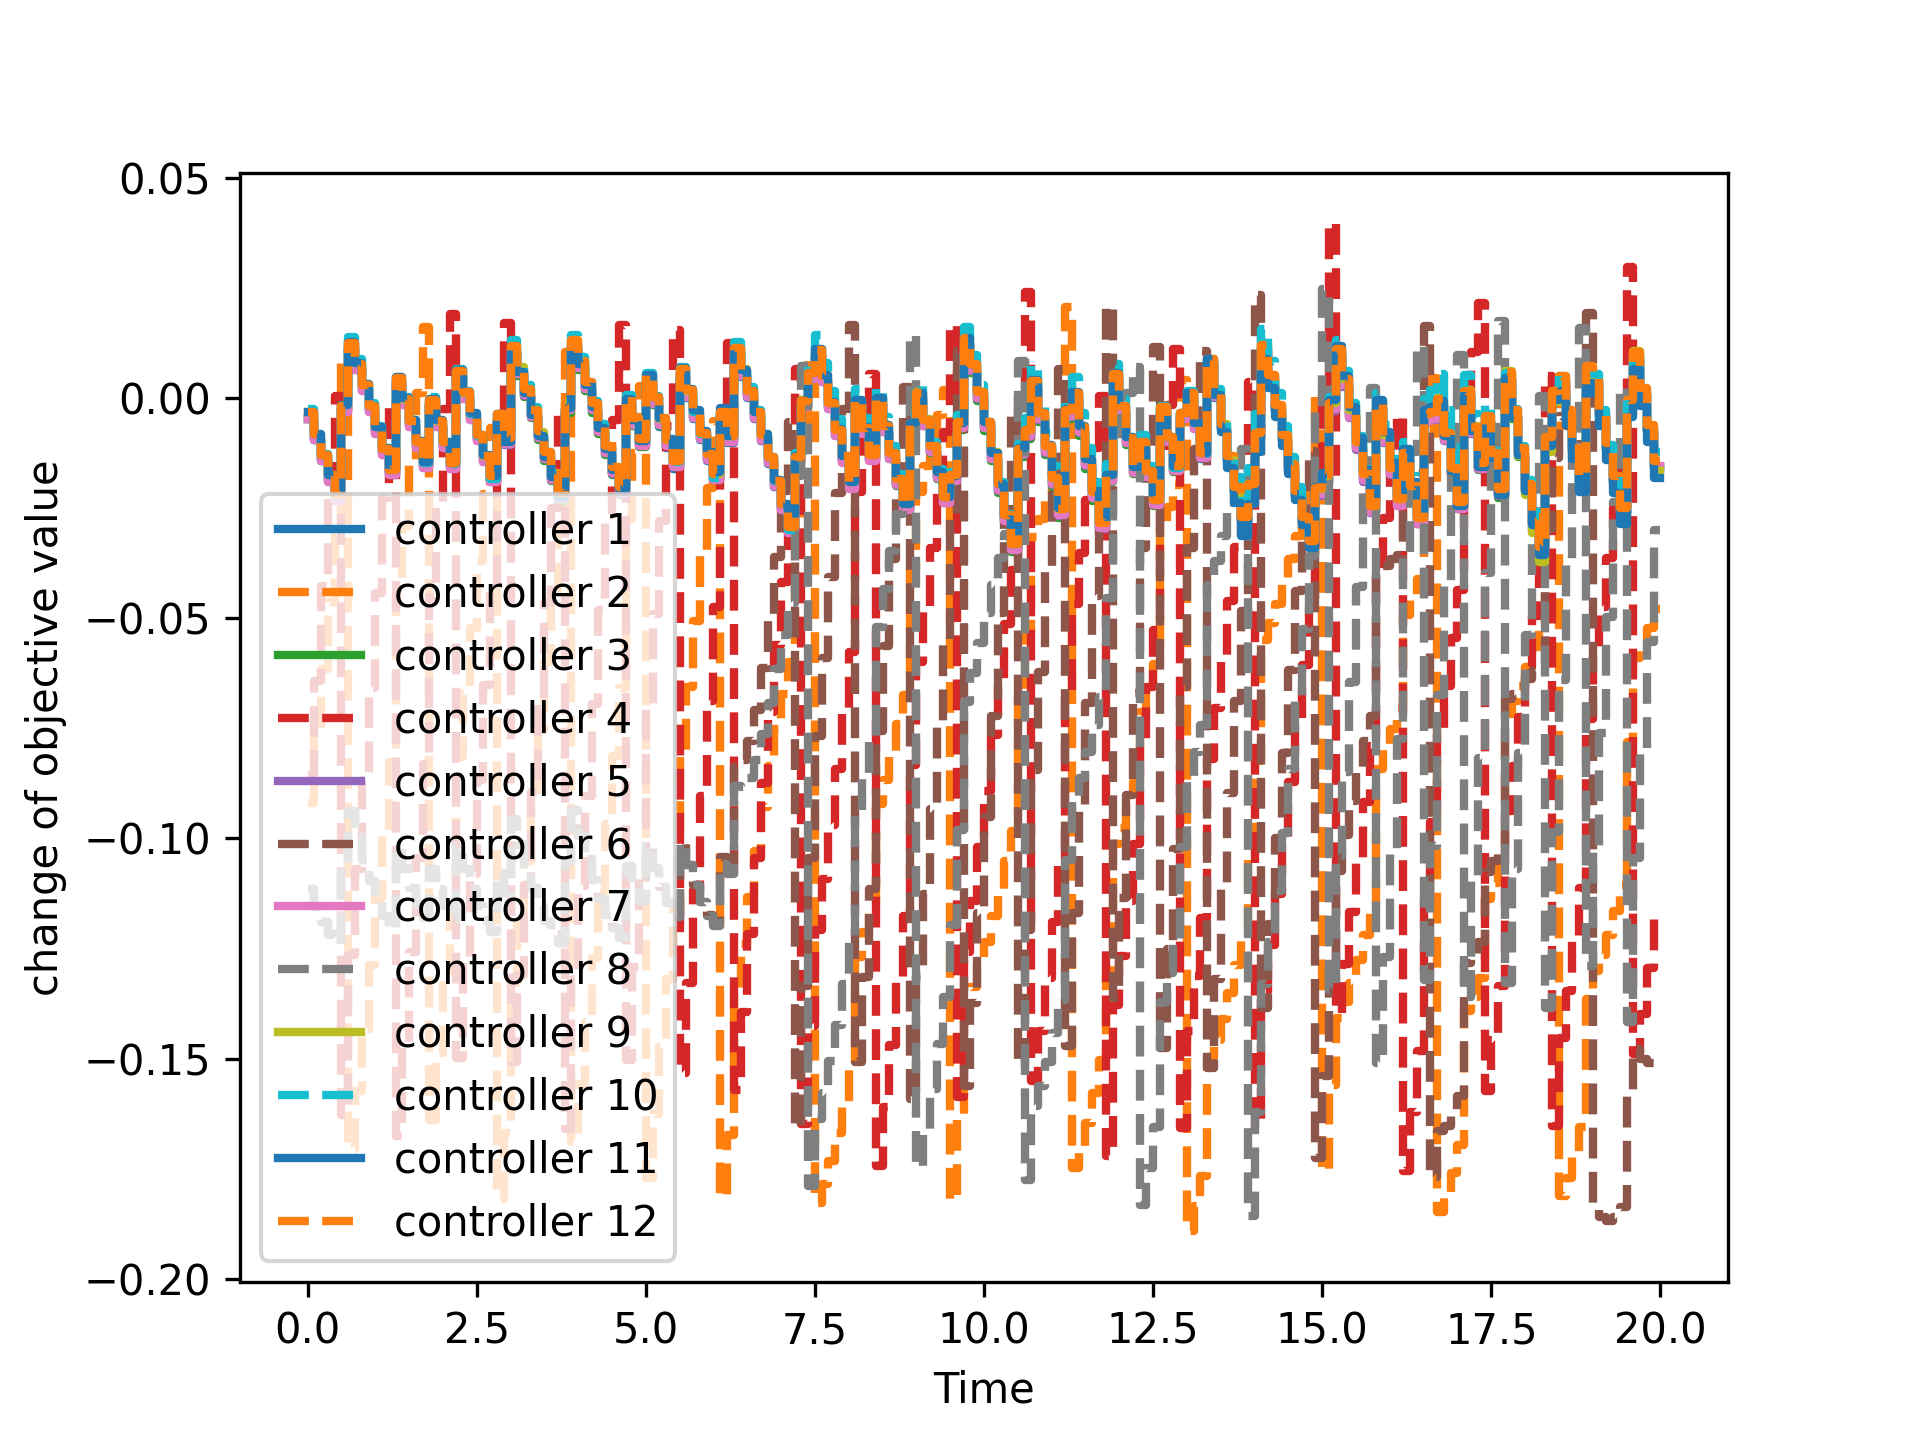 0.05
0.00
−0.05
−0.10
−0.15
−0.20
change of objective value
controller 1
controller 2
controller 3
controller 4
controller 5
controller 6
controller 7
controller 8
controller 9
controller 10
controller 11
controller 12
0.0 2.5 5.0 7.5 10.0 12.5 15.0 17.5 20.0
Time